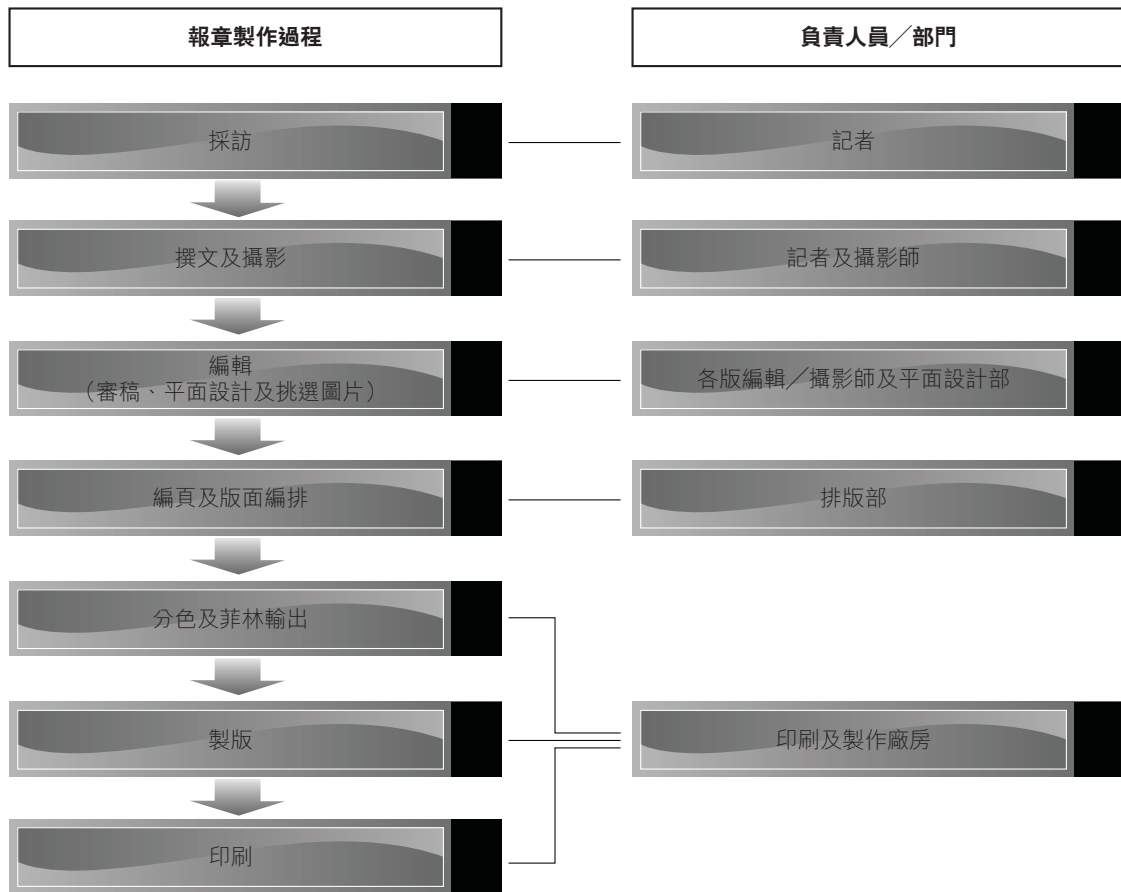 報章製作過程
負責人員╱部門
採訪
記者
撰文及攝影
記者及攝影師
編輯
（審稿、平面設計及挑選圖片）
各版編輯╱攝影師及平面設計部
編頁及版面編排
排版部
分色及菲林輸出
製版
印刷及製作廠房
印刷